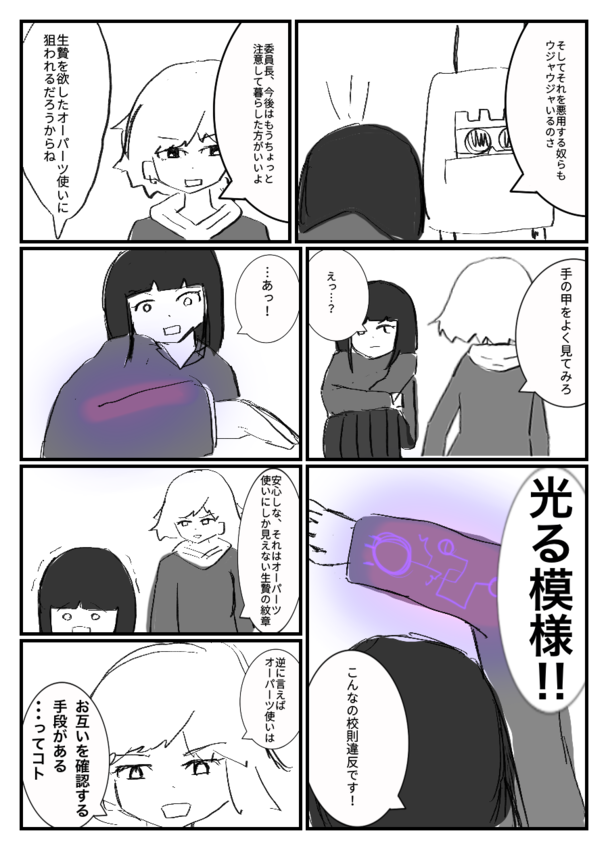 そしてそれを悪用する奴らも
ウジャウジャいるのさ
委員長、今後はもうちょっと
注意して暮らした方がいいよ
生贄を欲したオーパーツ使いに
狙われるだろうからね
手の甲をよく見てみろ
えっ…?
…あっ!
光る模様!!
こんなの校則違反です!
安心しな、それはオーパーツ
使いにしか見えない生贄の紋章
逆に言えば
オーパーツ使いは
お互いを確認する
手段がある
・・・ってコト